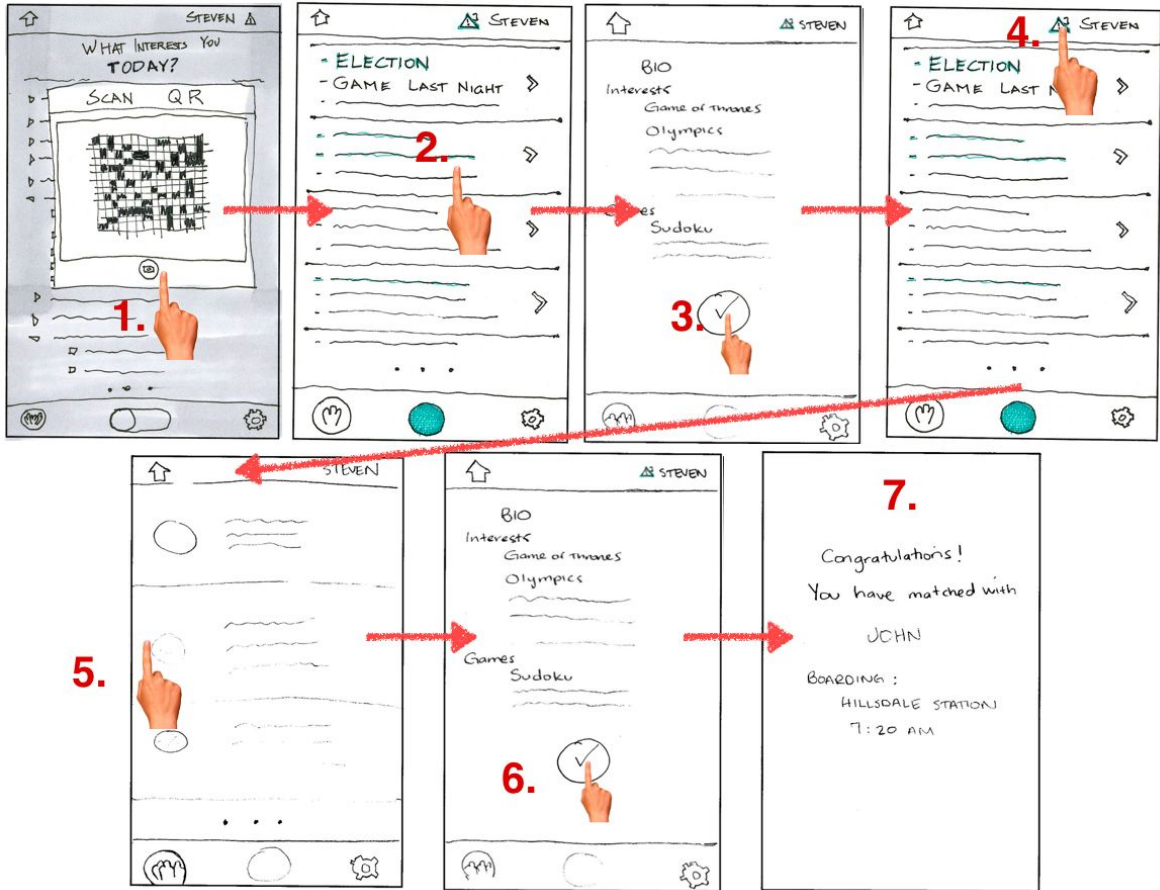 STEVEN
WHAT INTERESTS YOU
TODAY?
SCAN QR
1.
STEVEN
- ELECTION
- GAME LAST NIGHT
2.
STEVEN
BIO
Interests
Game of Thrones
Olympics
Games
Sudoku
3.
4.
STEVEN
- ELECTION
- GAME LAST N
STEVEN
5.
STEVEN
BIO
Interests
Game of Thrones
Olympics
Games
Sudoku
6.
7.
Congratulations!
You have matched with
JOHN
BOARDING :
HILLSDALE STATION
7:20 AM